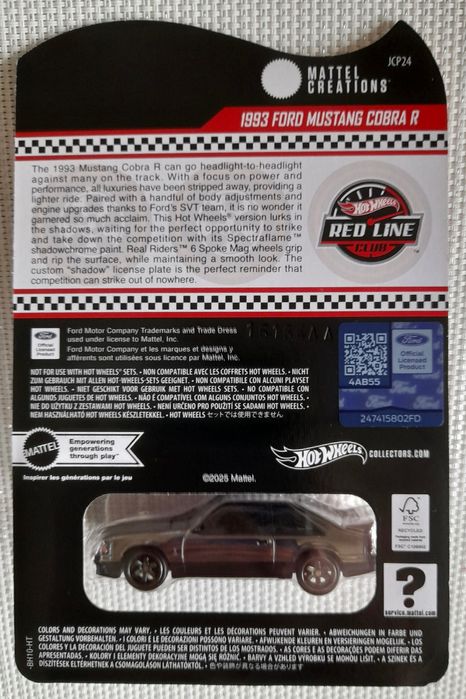 JCP24
MATTEL
CREATIONS
1993 FORD MUSTANG COBRA R
The 1993 Mustang Cobra R can go headlight-to-headlight
against many on the track. With a focus on power and
performance, all luxuries have been stripped away, providing a
lighter ride. Paired with a handful of body adjustments and
engine upgrades thanks to Ford's SVT team, it is no wonder it
garnered so much acclaim. This Hot Wheels® version lurks in
the shadows, waiting for the perfect opportunity to strike
and take down the competition with its Spectraflame™
shadowchrome paint. Real Riders™ 6 Spoke Mag wheels grip
and rip the surface, while maintaining a smooth look. The
custom "shadow" license plate is the perfect reminder that
competition can strike out of nowhere.
HOT WHEELS
RED LINE
CLUB™
Ford
Official
Licensed
Product
Ford Motor Company Trademarks and Trade Dress
used under license to Mattel, Inc.
Ford Motor Company et les marques et designs y
afférents sont utilisées sous licence par Mattel, Inc.
Ford
Official
Licensed
Product
4AB55
247415802FD
NOT FOR USE WITH HOT WHEELS® SETS. • NON COMPATIBLE AVEC LES COFFRETS HOT WHEELS. • NICHT
ZUM GEBRAUCH MIT ALLEN HOT-WHEELS-SETS GEEIGNET. • NON COMPATIBILE CON ALCUNI PLAYSET
HOT WHEELS. • NIET GESCHIKT VOOR GEBRUIK MET HOT WHEELS SETS. • NO COMPATIBLE CON
ALGUNOS JUGUETES DE HOT WHEELS. • NÃO É COMPATÍVEL COM ALGUNS CONJUNTOS HOT WHEELS. •
NIE DO UŻYTKU Z ZESTAWAMI HOT WHEELS. • NENÍ URČENO PRO POUŽITÍ SE SADAMI HOT WHEELS. •
NEM HASZNÁLHATÓ HOT WHEELS KÉSZLETEKKEL. • HOT WHEELS セットでは使用できません。
MATTEL
Empowering
generations
through play™
Inspirer les générations par le jeu
HOT WHEELS COLLECTORS.COM
©2025 Mattel.
FSC
RECYCLED
?
service.mattel.com
-BH10-HT
COLORS AND DECORATIONS MAY VARY. • LES COULEURS ET LES DÉCORATIONS PEUVENT VARIER. • ABWEICHUNGEN IN FARBE UND
GESTALTUNG VORBEHALTEN. • I COLORI E LE DECORAZIONI POSSONO VARIARE. • AFWIJKENDE KLEUREN EN VERSIERINGEN MOGELIJK. • LOS
COLORES Y LA DECORACIÓN DEL JUGUETE PUEDEN SER DISTINTOS DE LOS MOSTRADOS. • AS CORES E AS DECORAÇÕES PODEM DIFERIR DAS
APRESENTADAS. • KOLORY I ELEMENTY DEKORACYJNE MOGĄ SIĘ RÓŻNIĆ. • BARVY A VZHLED VÝROBKU SE MOHOU LIŠIT. • A SZÍNEK ÉS A
DÍSZÍTÉSEK ELTÉRHETNEK A CSOMAGOLÁSON LÁTHATÓKTÓL.